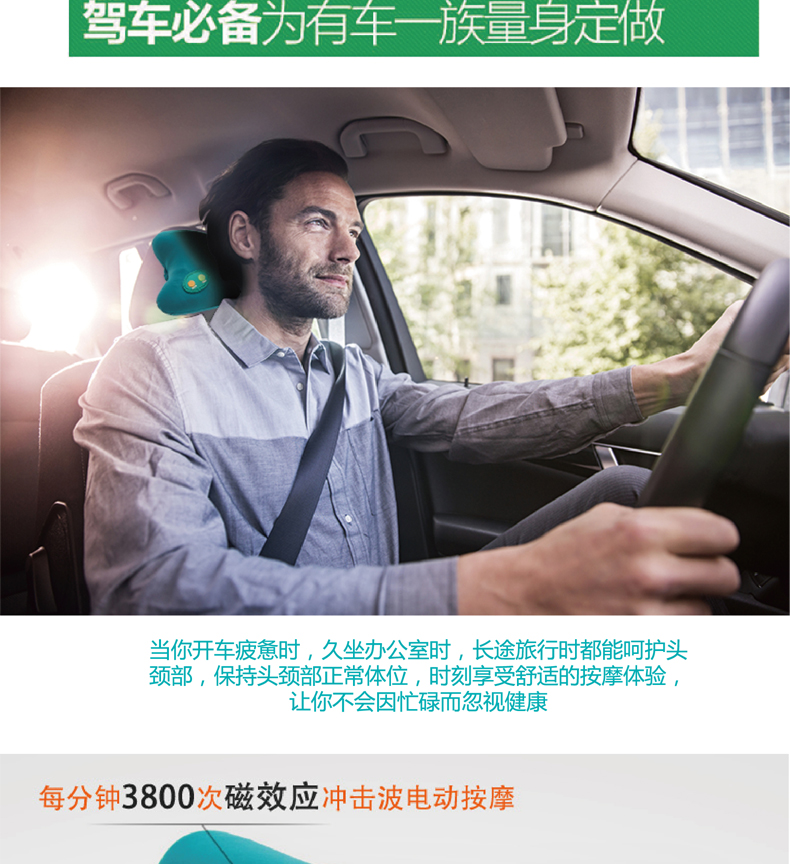 驾车必备为有车一族量身定做
当你开车疲惫时，久坐办公室时，长途旅行时都能呵护头
颈部，保持头颈部正常体位，时刻享受舒适的按摩体验，
让你不会因忙碌而忽视健康
每分钟3800次磁效应冲击波电动按摩